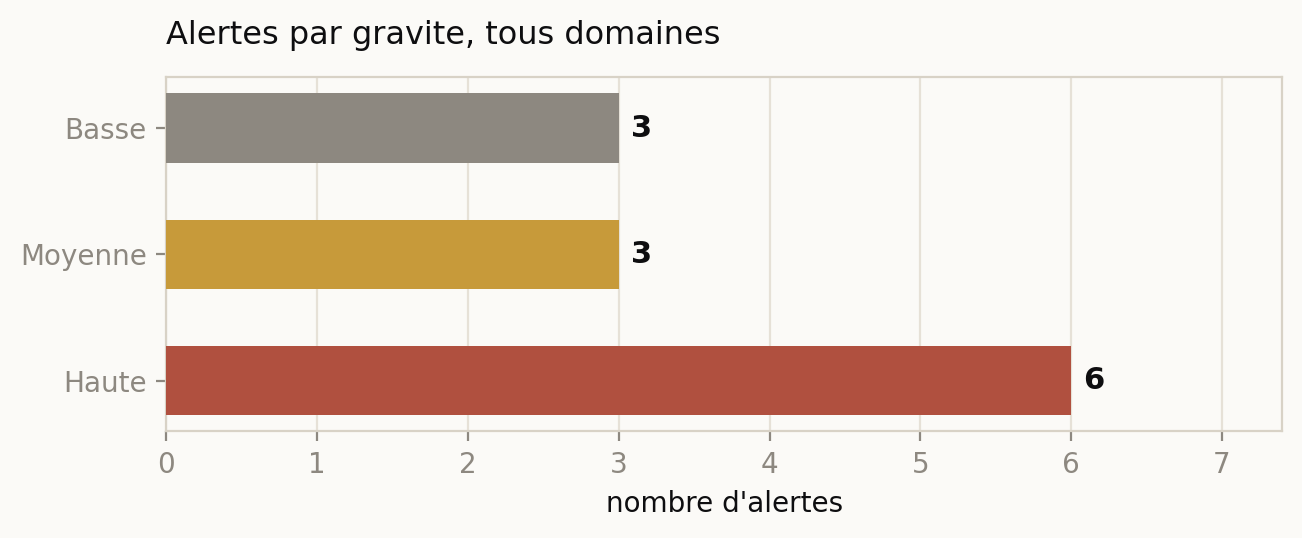 Alertes par gravite, tous domaines
Basse 3
Moyenne 3
Haute 6
0 1 2 3 4 5 6 7
nombre d'alertes